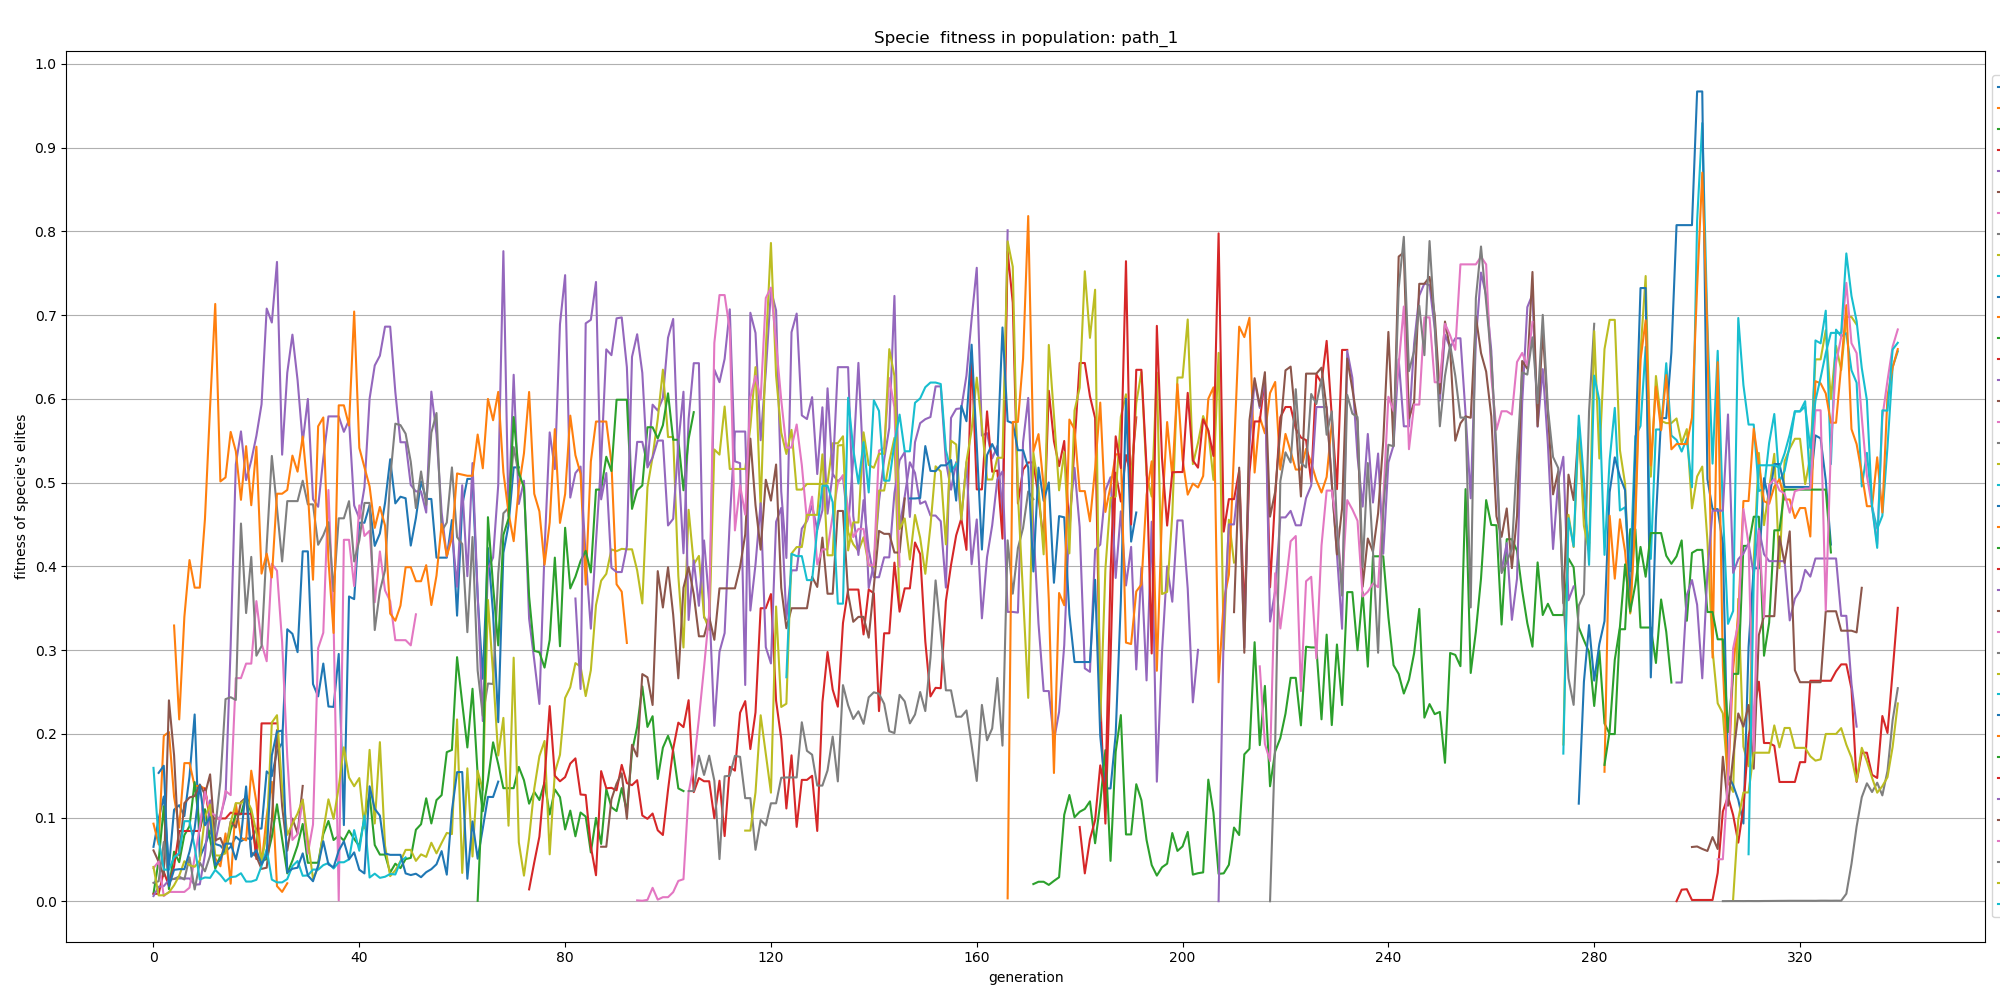 Specie  fitness in population: path_1
1.0
0.9
0.8
0.7
0.6
0.5
0.4
0.3
0.2
0.1
0.0
fitness of specie's elites
0 40 80 120 160 200 240 280 320
generation